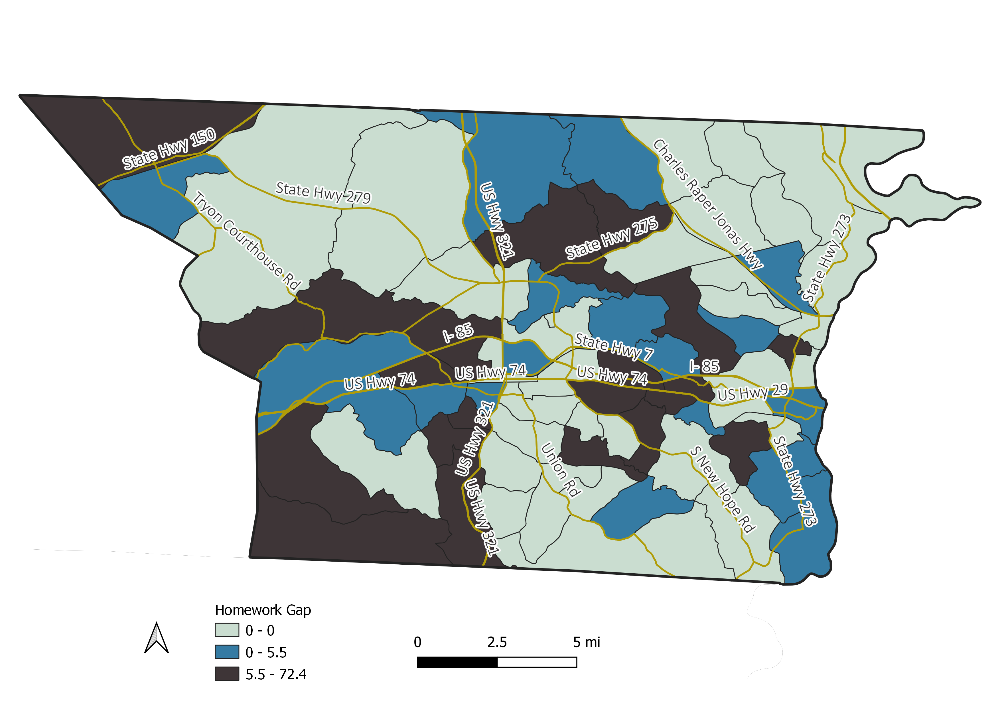 State Hwy 150
Charles Raper Jonas Hwy
State Hwy 279
Tryon Courthouse Rd
US Hwy 321
State Hwy 275
State Hwy 273
I- 85
State Hwy 7
I- 85
US Hwy 74
US Hwy 74
US Hwy 74
US Hwy 29
US Hwy 321
Union Rd
S New Hope Rd
State Hwy 273
US Hwy 321
Homework Gap
0 - 0
0 - 5.5
5.5 - 72.4
0 2.5 5 mi